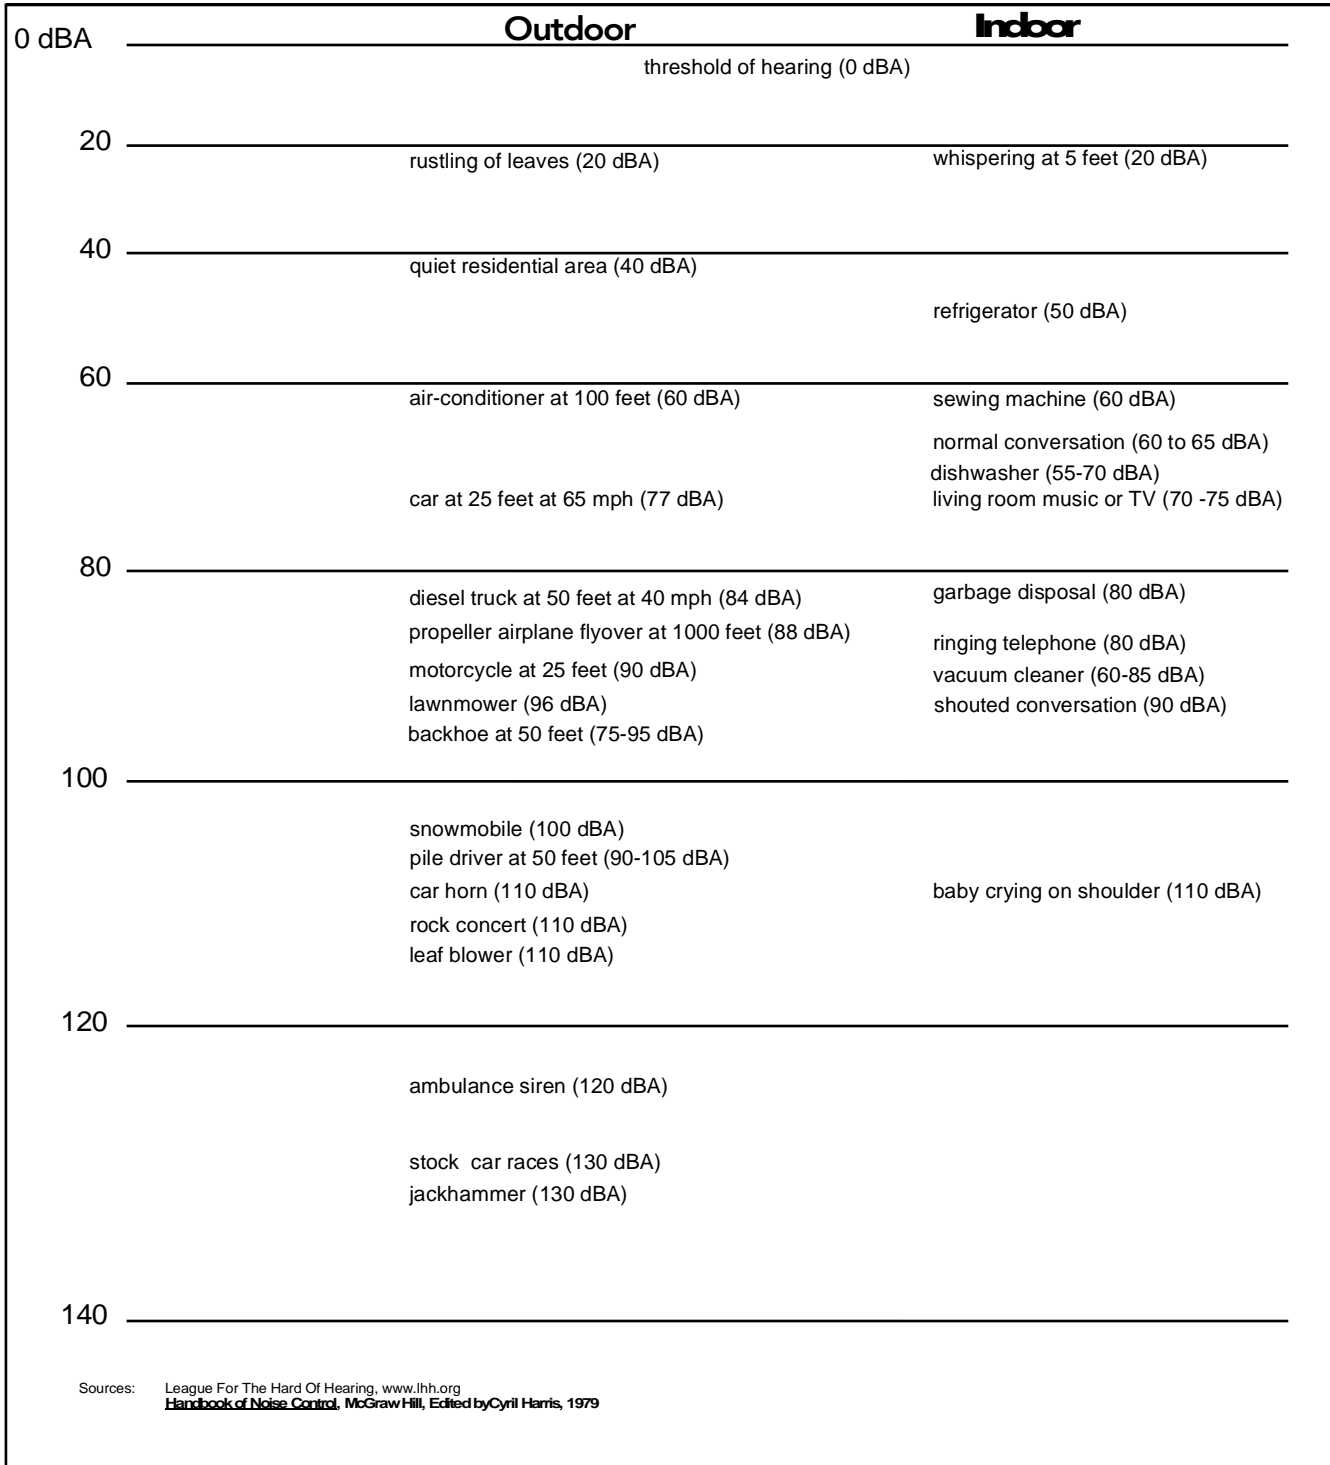 Outdoor Indoor
0 dBA
threshold of hearing (0 dBA)
20
rustling of leaves (20 dBA) whispering at 5 feet (20 dBA)
40
quiet residential area (40 dBA)
refrigerator (50 dBA)
60
air-conditioner at 100 feet (60 dBA) sewing machine (60 dBA)
normal conversation (60 to 65 dBA)
dishwasher (55-70 dBA)
car at 25 feet at 65 mph (77 dBA) living room music or TV (70 -75 dBA)
80
diesel truck at 50 feet at 40 mph (84 dBA) garbage disposal (80 dBA)
propeller airplane flyover at 1000 feet (88 dBA) ringing telephone (80 dBA)
motorcycle at 25 feet (90 dBA) vacuum cleaner (60-85 dBA)
lawnmower (96 dBA) shouted conversation (90 dBA)
backhoe at 50 feet (75-95 dBA)
100
snowmobile (100 dBA)
pile driver at 50 feet (90-105 dBA)
car horn (110 dBA) baby crying on shoulder (110 dBA)
rock concert (110 dBA)
leaf blower (110 dBA)
120
ambulance siren (120 dBA)
stock car races (130 dBA)
jackhammer (130 dBA)
140
Sources: League For The Hard Of Hearing, www.lhh.org
Handbook of Noise Control, McGraw Hill, Edited byCyril Harris, 1979